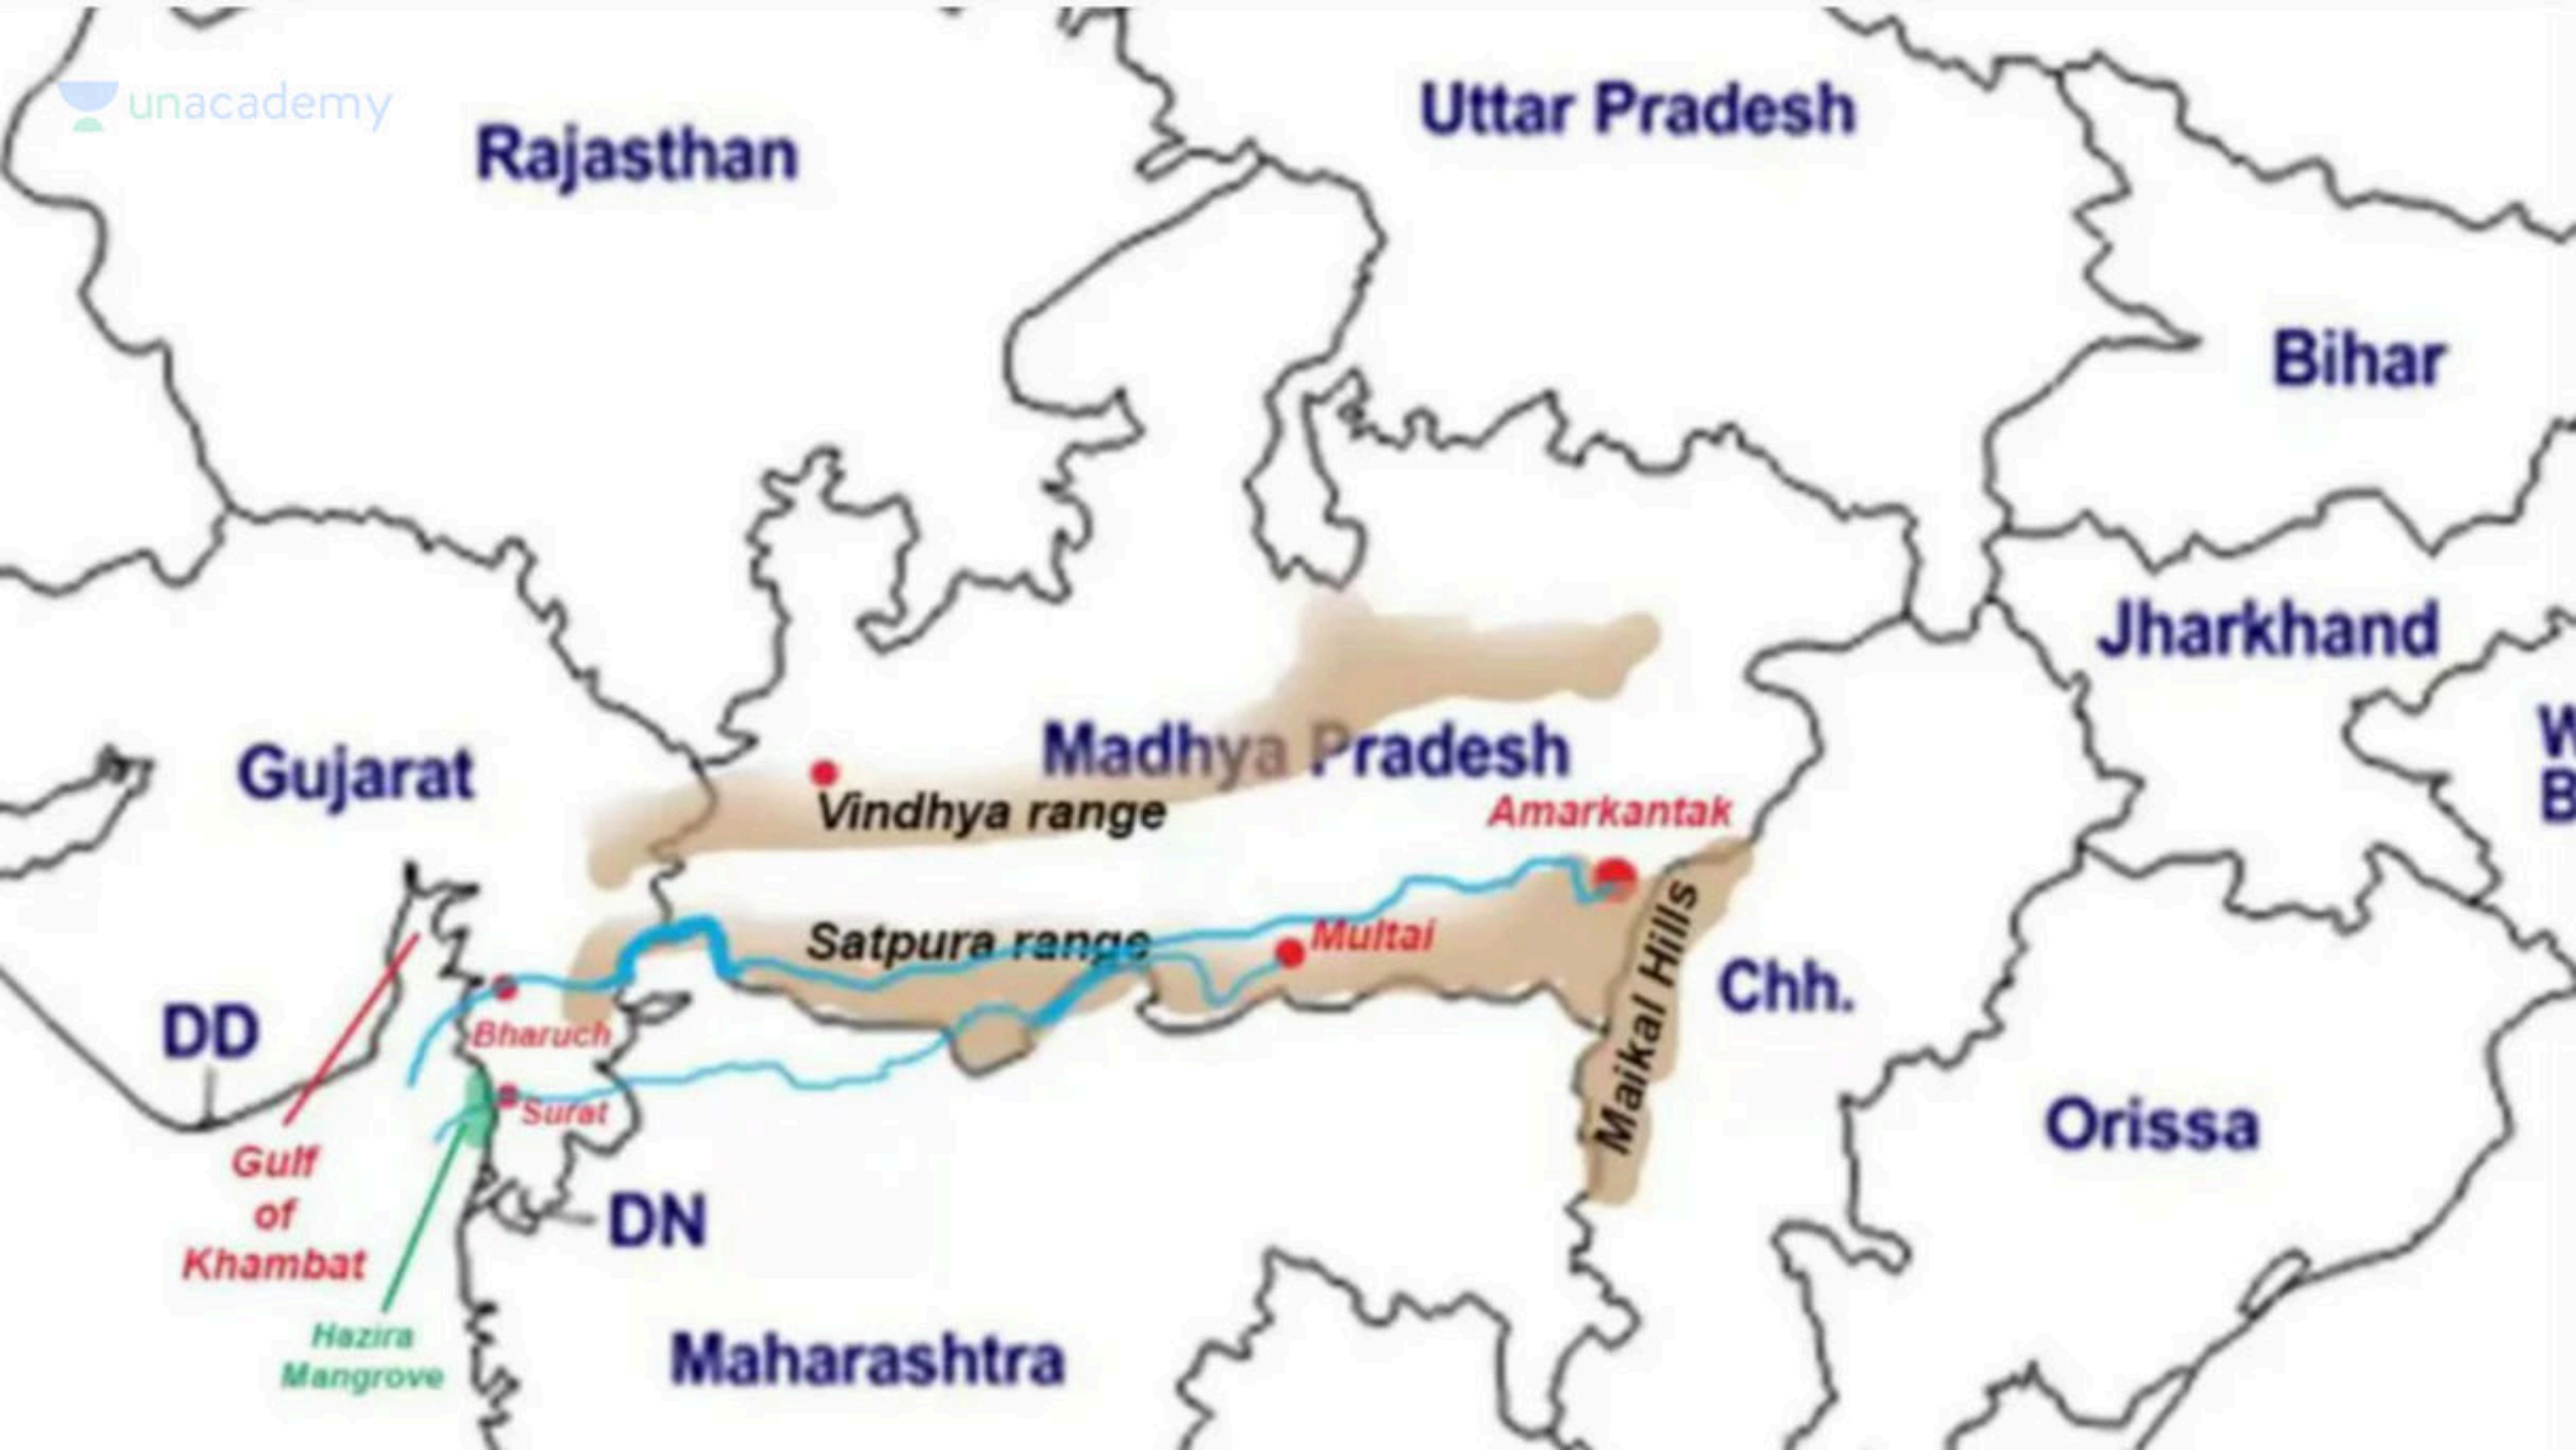 unacademy
Rajasthan
Uttar Pradesh
Bihar
Jharkhand
W
B
Gujarat
Madhya Pradesh
Vindhya range
Amarkantak
Satpura range
Multai
Maikal Hills
Chh.
DD
Bharuch
Surat
Orissa
Gulf
of
Khambat
DN
Hazira
Mangrove
Maharashtra